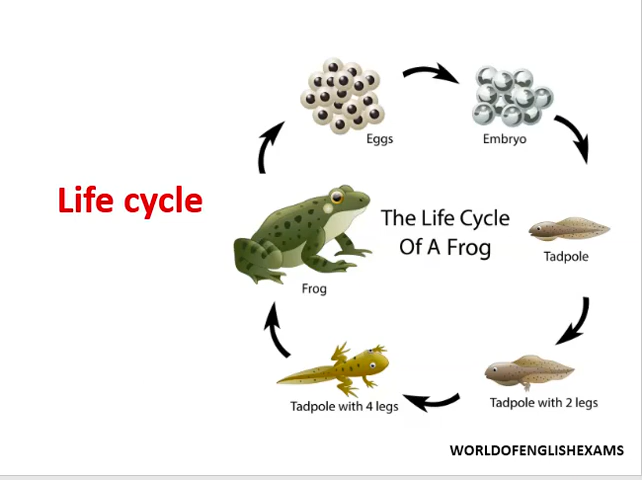 Life cycle
The Life Cycle
Of A Frog
Eggs
Embryo
Tadpole
Tadpole with 2 legs
Tadpole with 4 legs
Frog
WORLDOFENGLISHEXAMS